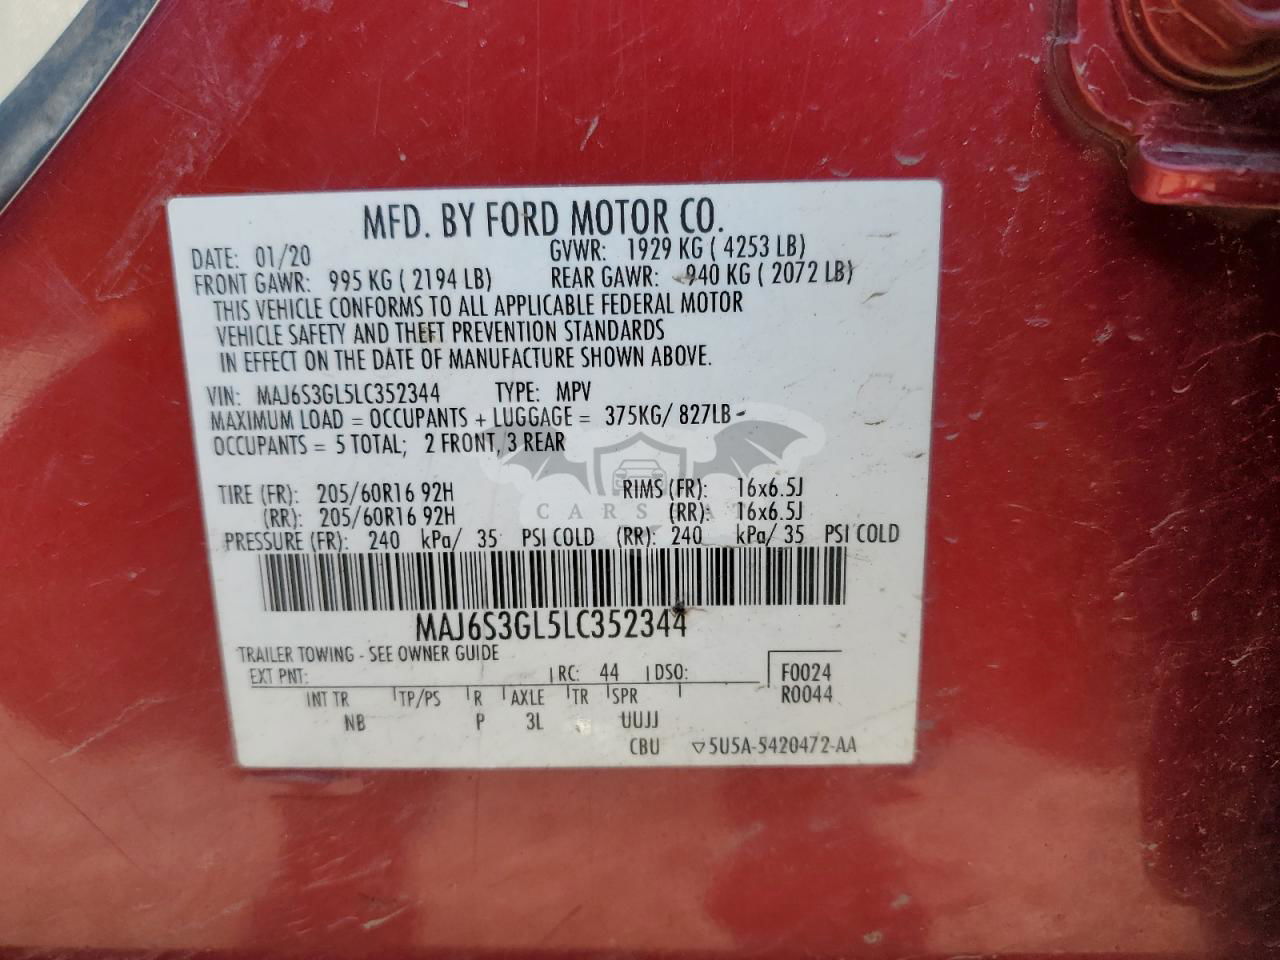 MFD. BY FORD MOTOR CO.
DATE: 01/20 GVWR: 1929 KG ( 4253 LB)
FRONT GAWR: 995 KG ( 2194 LB) REAR GAWR: 940 KG ( 2072 LB)
THIS VEHICLE CONFORMS TO ALL APPLICABLE FEDERAL MOTOR
VEHICLE SAFETY AND THEFT PREVENTION STANDARDS
IN EFFECT ON THE DATE OF MANUFACTURE SHOWN ABOVE.
VIN: MAJ6S3GL5LC352344 TYPE: MPV
MAXIMUM LOAD = OCCUPANTS + LUGGAGE = 375KG/ 827LB
OCCUPANTS = 5 TOTAL; 2 FRONT, 3 REAR
TIRE (FR): 205/60R16 92H RIMS (FR): 16x6.5J
CARS
(RR): 205/60R16 92H (RR): 16x6.5J
PRESSURE (FR): 240 kPa/ 35 PSI COLD (RR): 240 kPa/ 35 PSI COLD
MAJ6S3GL5LC352344
TRAILER TOWING - SEE OWNER GUIDE
EXT PNT: RC: 44 DSO: F0024
INT TR TP/PS R AXLE TR SPR R0044
NB P 3L UUJJ
CBU ▽5U5A-5420472-AA